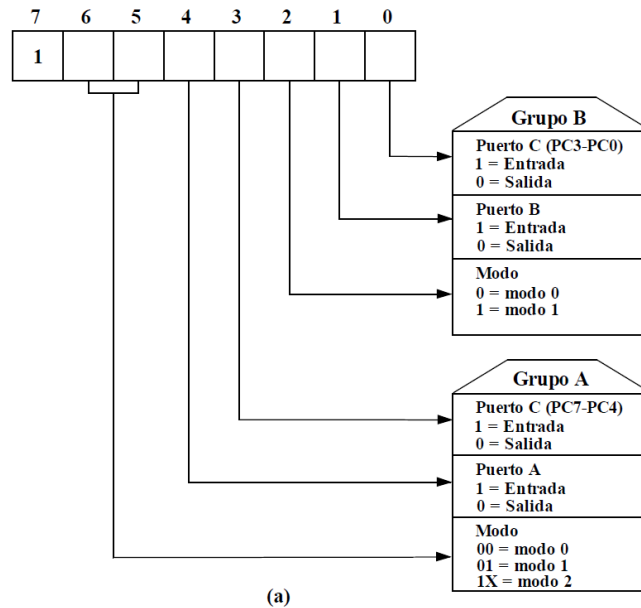 7 6 5 4 3 2 1 0
1
Grupo B
Puerto C (PC3-PC0)
1 = Entrada
0 = Salida
Puerto B
1 = Entrada
0 = Salida
Modo
0 = modo 0
1 = modo 1
Grupo A
Puerto C (PC7-PC4)
1 = Entrada
0 = Salida
Puerto A
1 = Entrada
0 = Salida
Modo
00 = modo 0
01 = modo 1
1X = modo 2
(a)